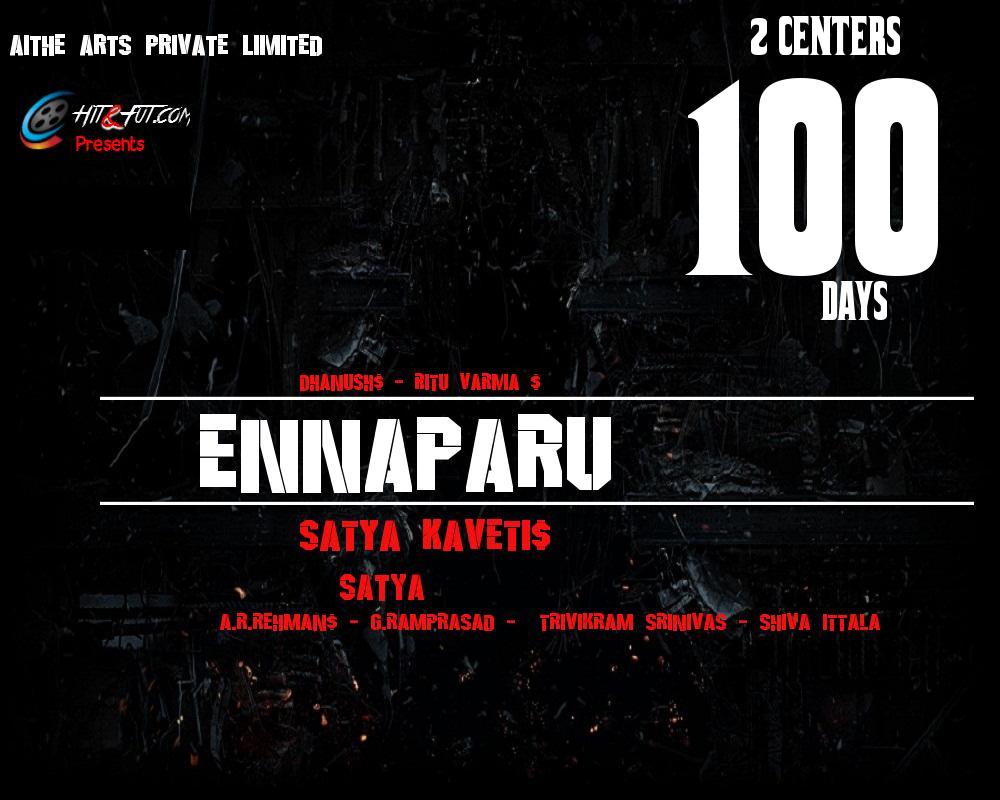 AITHE ARTS PRIVATE LIIMITED
2 CENTERS
HIT&FUT.COM
Presents
100
DAYS
DHANUSH$ - RITU VARMA $
ENNAPARU
SATYA KAVETI$
SATYA
A.R.REHMAN$ - G.RAMPRASAD - TRIVIKRAM SRINIVAS - SHIVA ITTALA